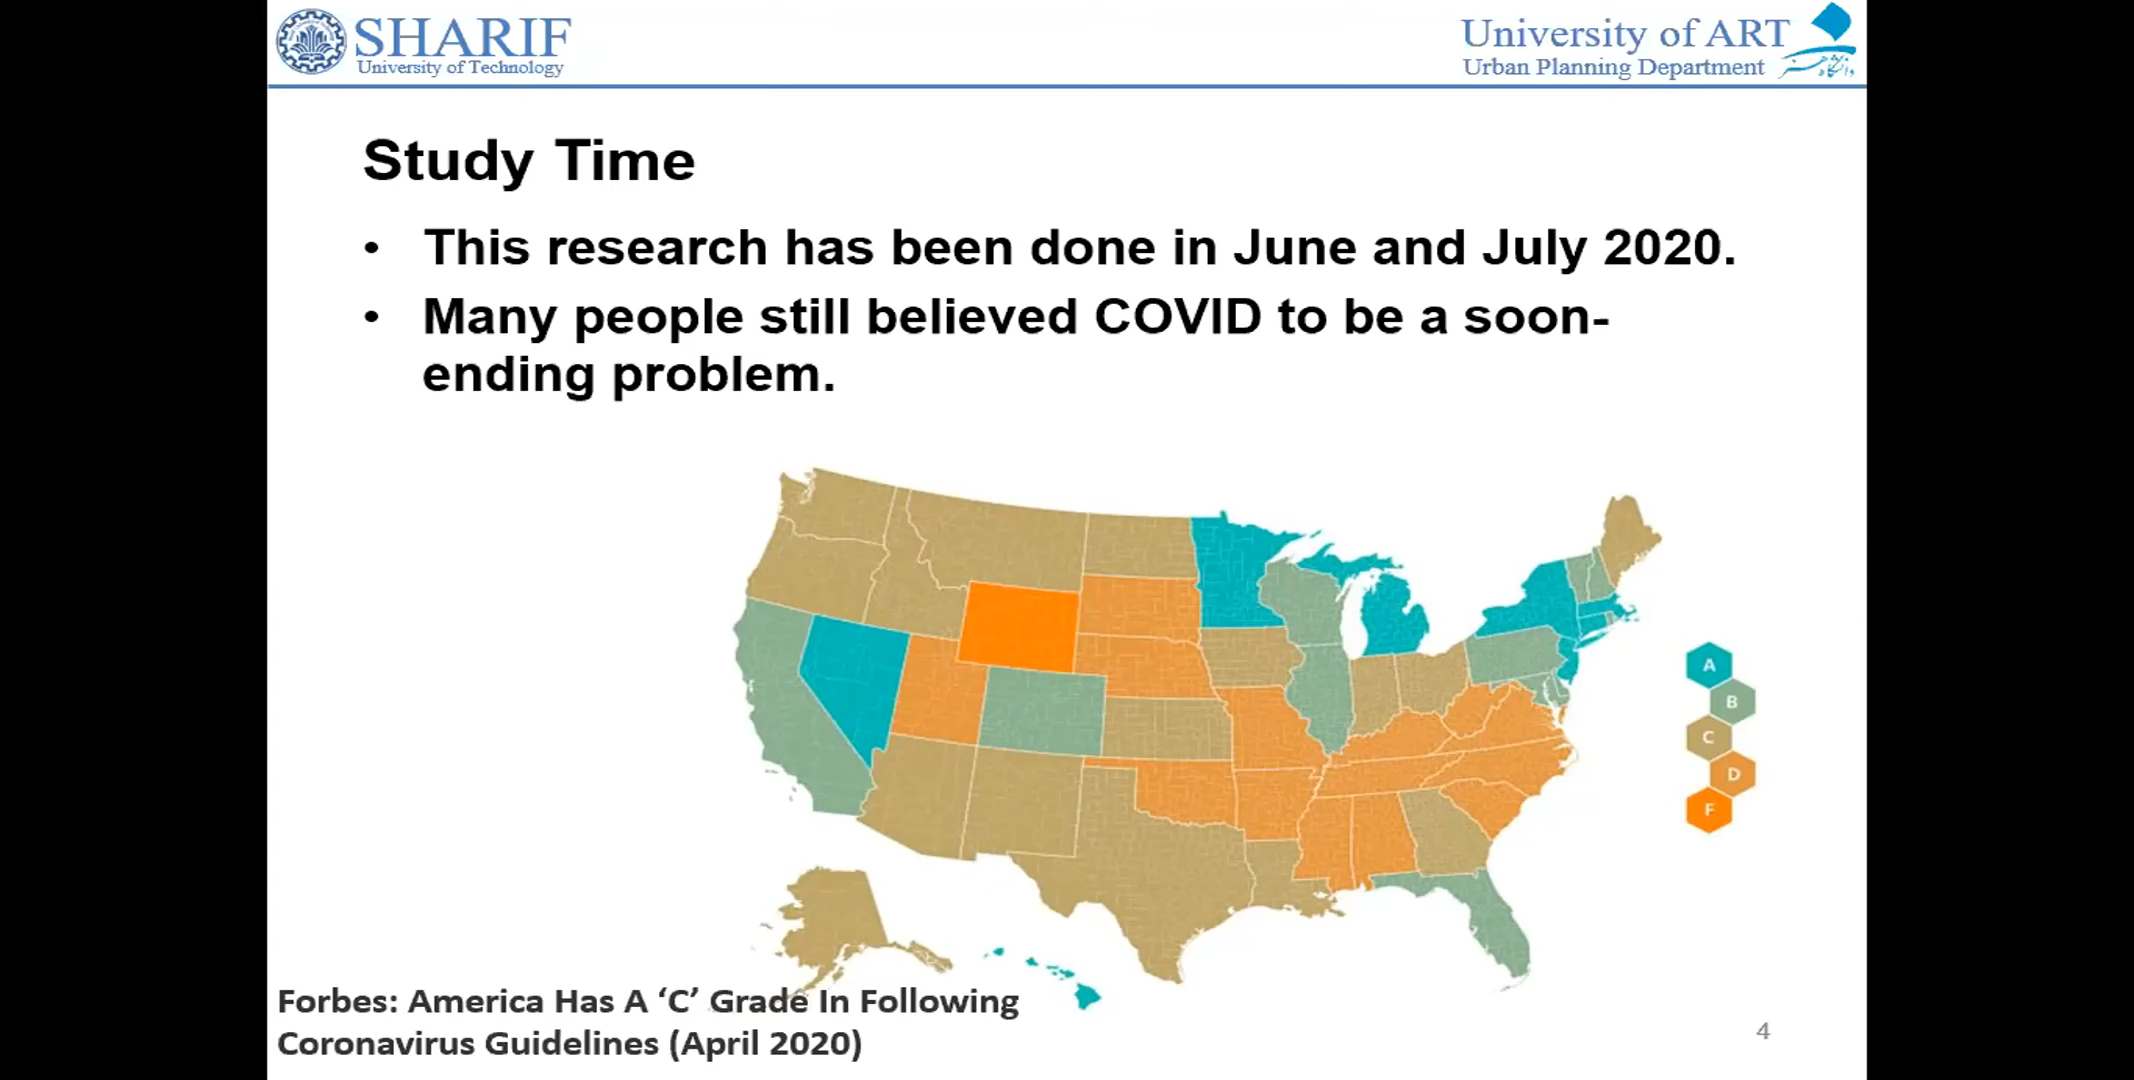 SHARIF
University of Technology
University of ART
Urban Planning Department
دانشگاه هنر
Study Time
• This research has been done in June and July 2020.
• Many people still believed COVID to be a soon-
ending problem.
A
B
C
D
F
Forbes: America Has A ‘C’ Grade In Following
Coronavirus Guidelines (April 2020)
4